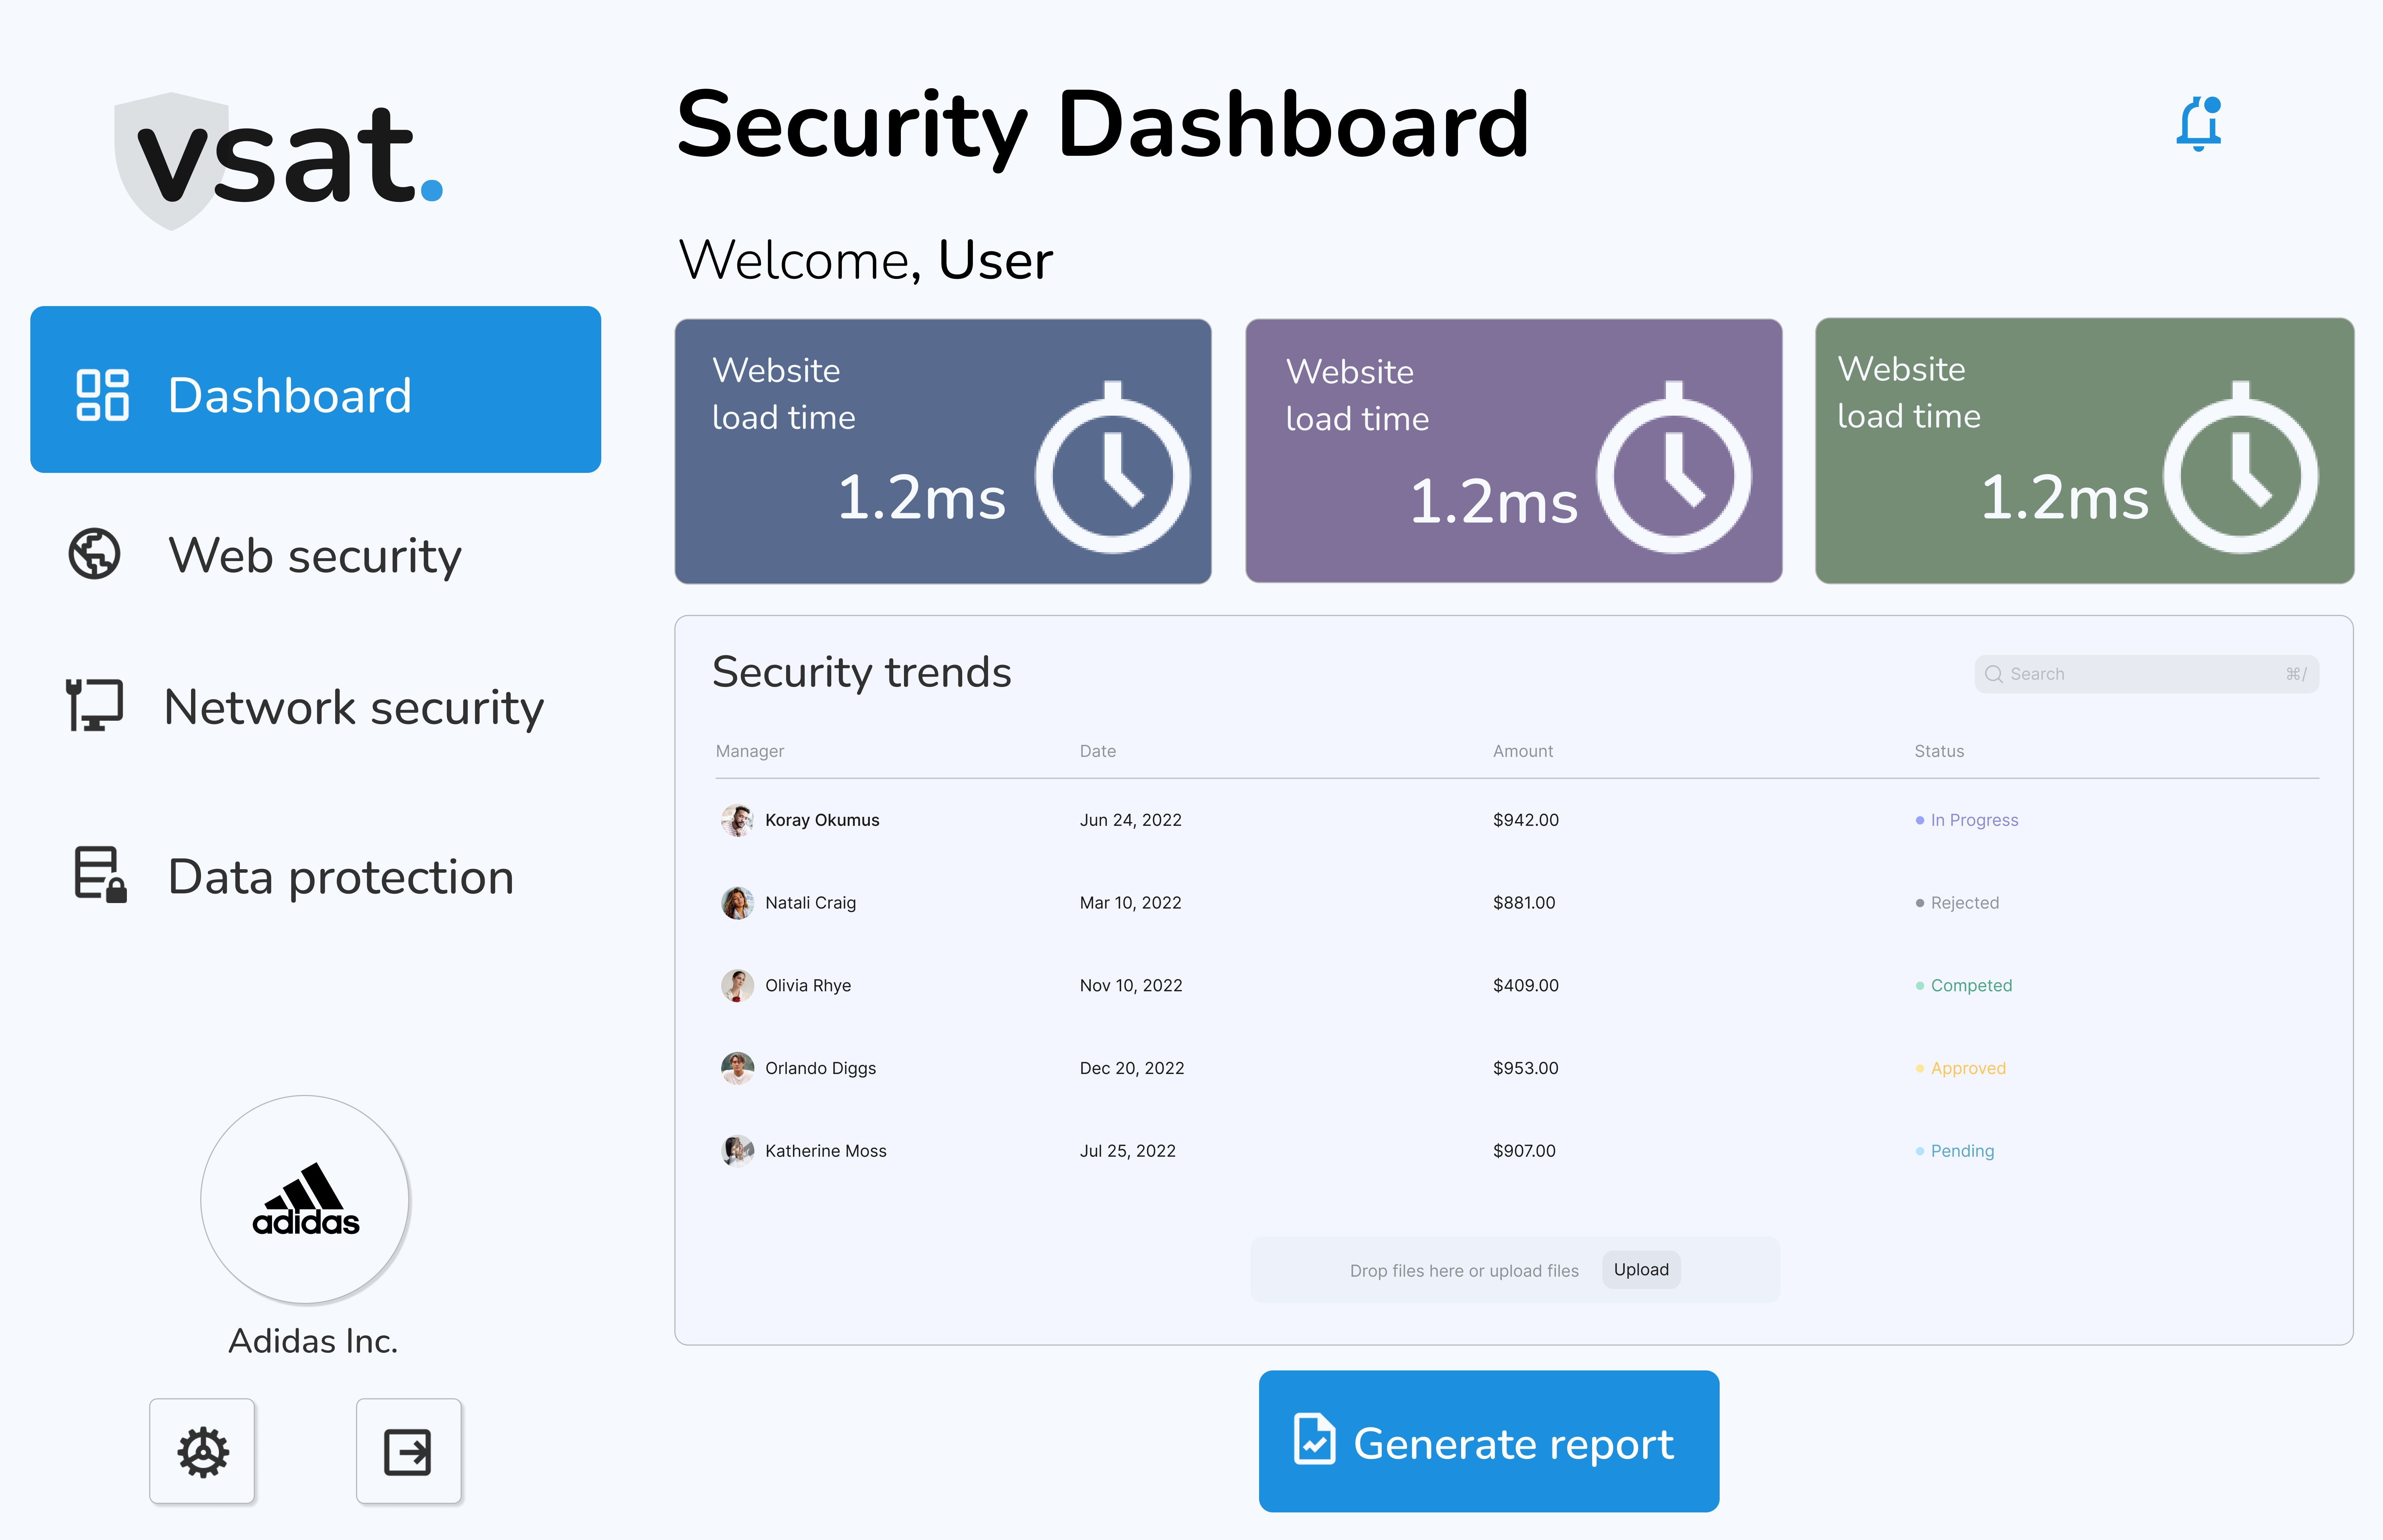 vsat.
Security Dashboard
Welcome, User
Dashboard
Web security
Network security
Data protection
adidas
Adidas Inc.
Website
load time
1.2ms
Website
load time
1.2ms
Website
load time
1.2ms
Security trends
Search ⌘/
Manager Date Amount Status
Koray Okumus Jun 24, 2022 $942.00 In Progress
Natali Craig Mar 10, 2022 $881.00 Rejected
Olivia Rhye Nov 10, 2022 $409.00 Competed
Orlando Diggs Dec 20, 2022 $953.00 Approved
Katherine Moss Jul 25, 2022 $907.00 Pending
Drop files here or upload files Upload
Generate report